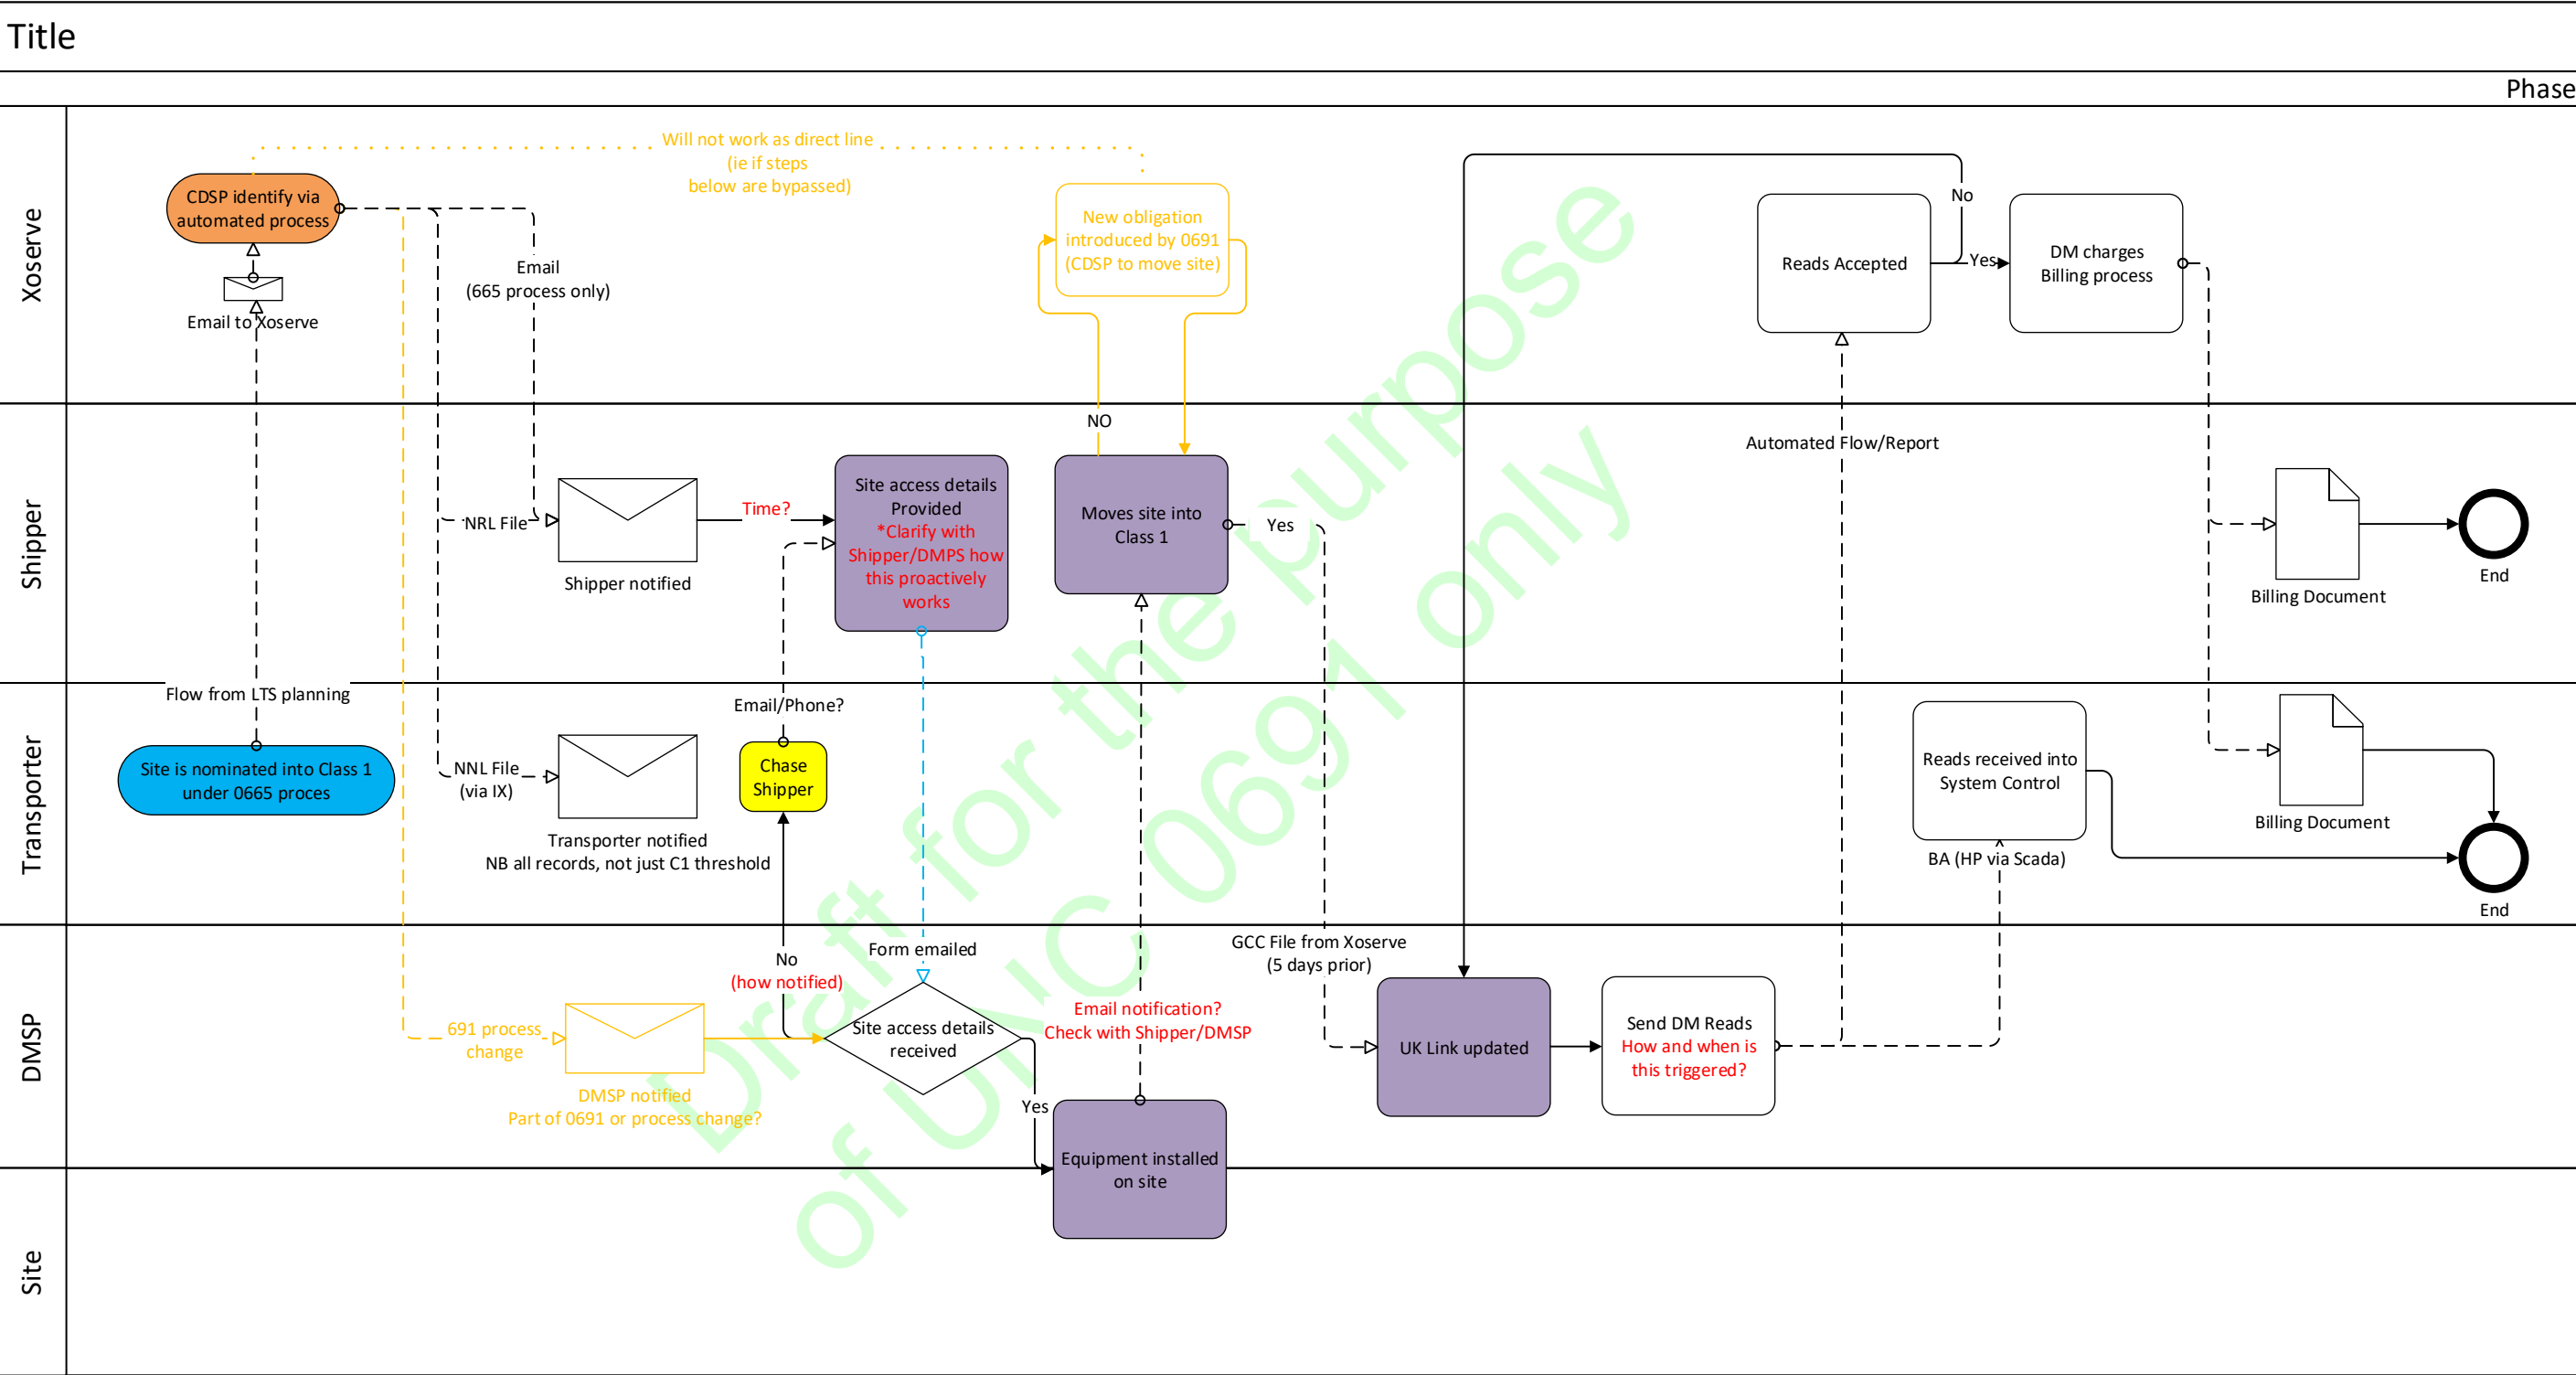 Title
Phase
Xoserve
Will not work as direct line
(ie if steps
below are bypassed)
CDSP identify via
automated process
Email to Xoserve
Email
(665 process only)
New obligation
introduced by 0691
(CDSP to move site)
Reads Accepted
No
Yes
DM charges
Billing process
Shipper
NO
NRL File
Shipper notified
Time?
Site access details
Provided
*Clarify with
Shipper/DMPS how
this proactively
works
Moves site into
Class 1
Yes
Automated Flow/Report
Billing Document
End
Transporter
Flow from LTS planning
Site is nominated into Class 1
under 0665 proces
NNL File
(via IX)
Transporter notified
NB all records, not just C1 threshold
Email/Phone?
Chase
Shipper
Reads received into
System Control
BA (HP via Scada)
Billing Document
End
DMSP
No
(how notified)
Form emailed
691 process
change
DMSP notified
Part of 0691 or process change?
Site access details
received
Yes
Email notification?
Check with Shipper/DMSP
GCC File from Xoserve
(5 days prior)
UK Link updated
Send DM Reads
How and when is
this triggered?
Equipment installed
on site
Site
Draft for the purpose
of UNC 0691 only